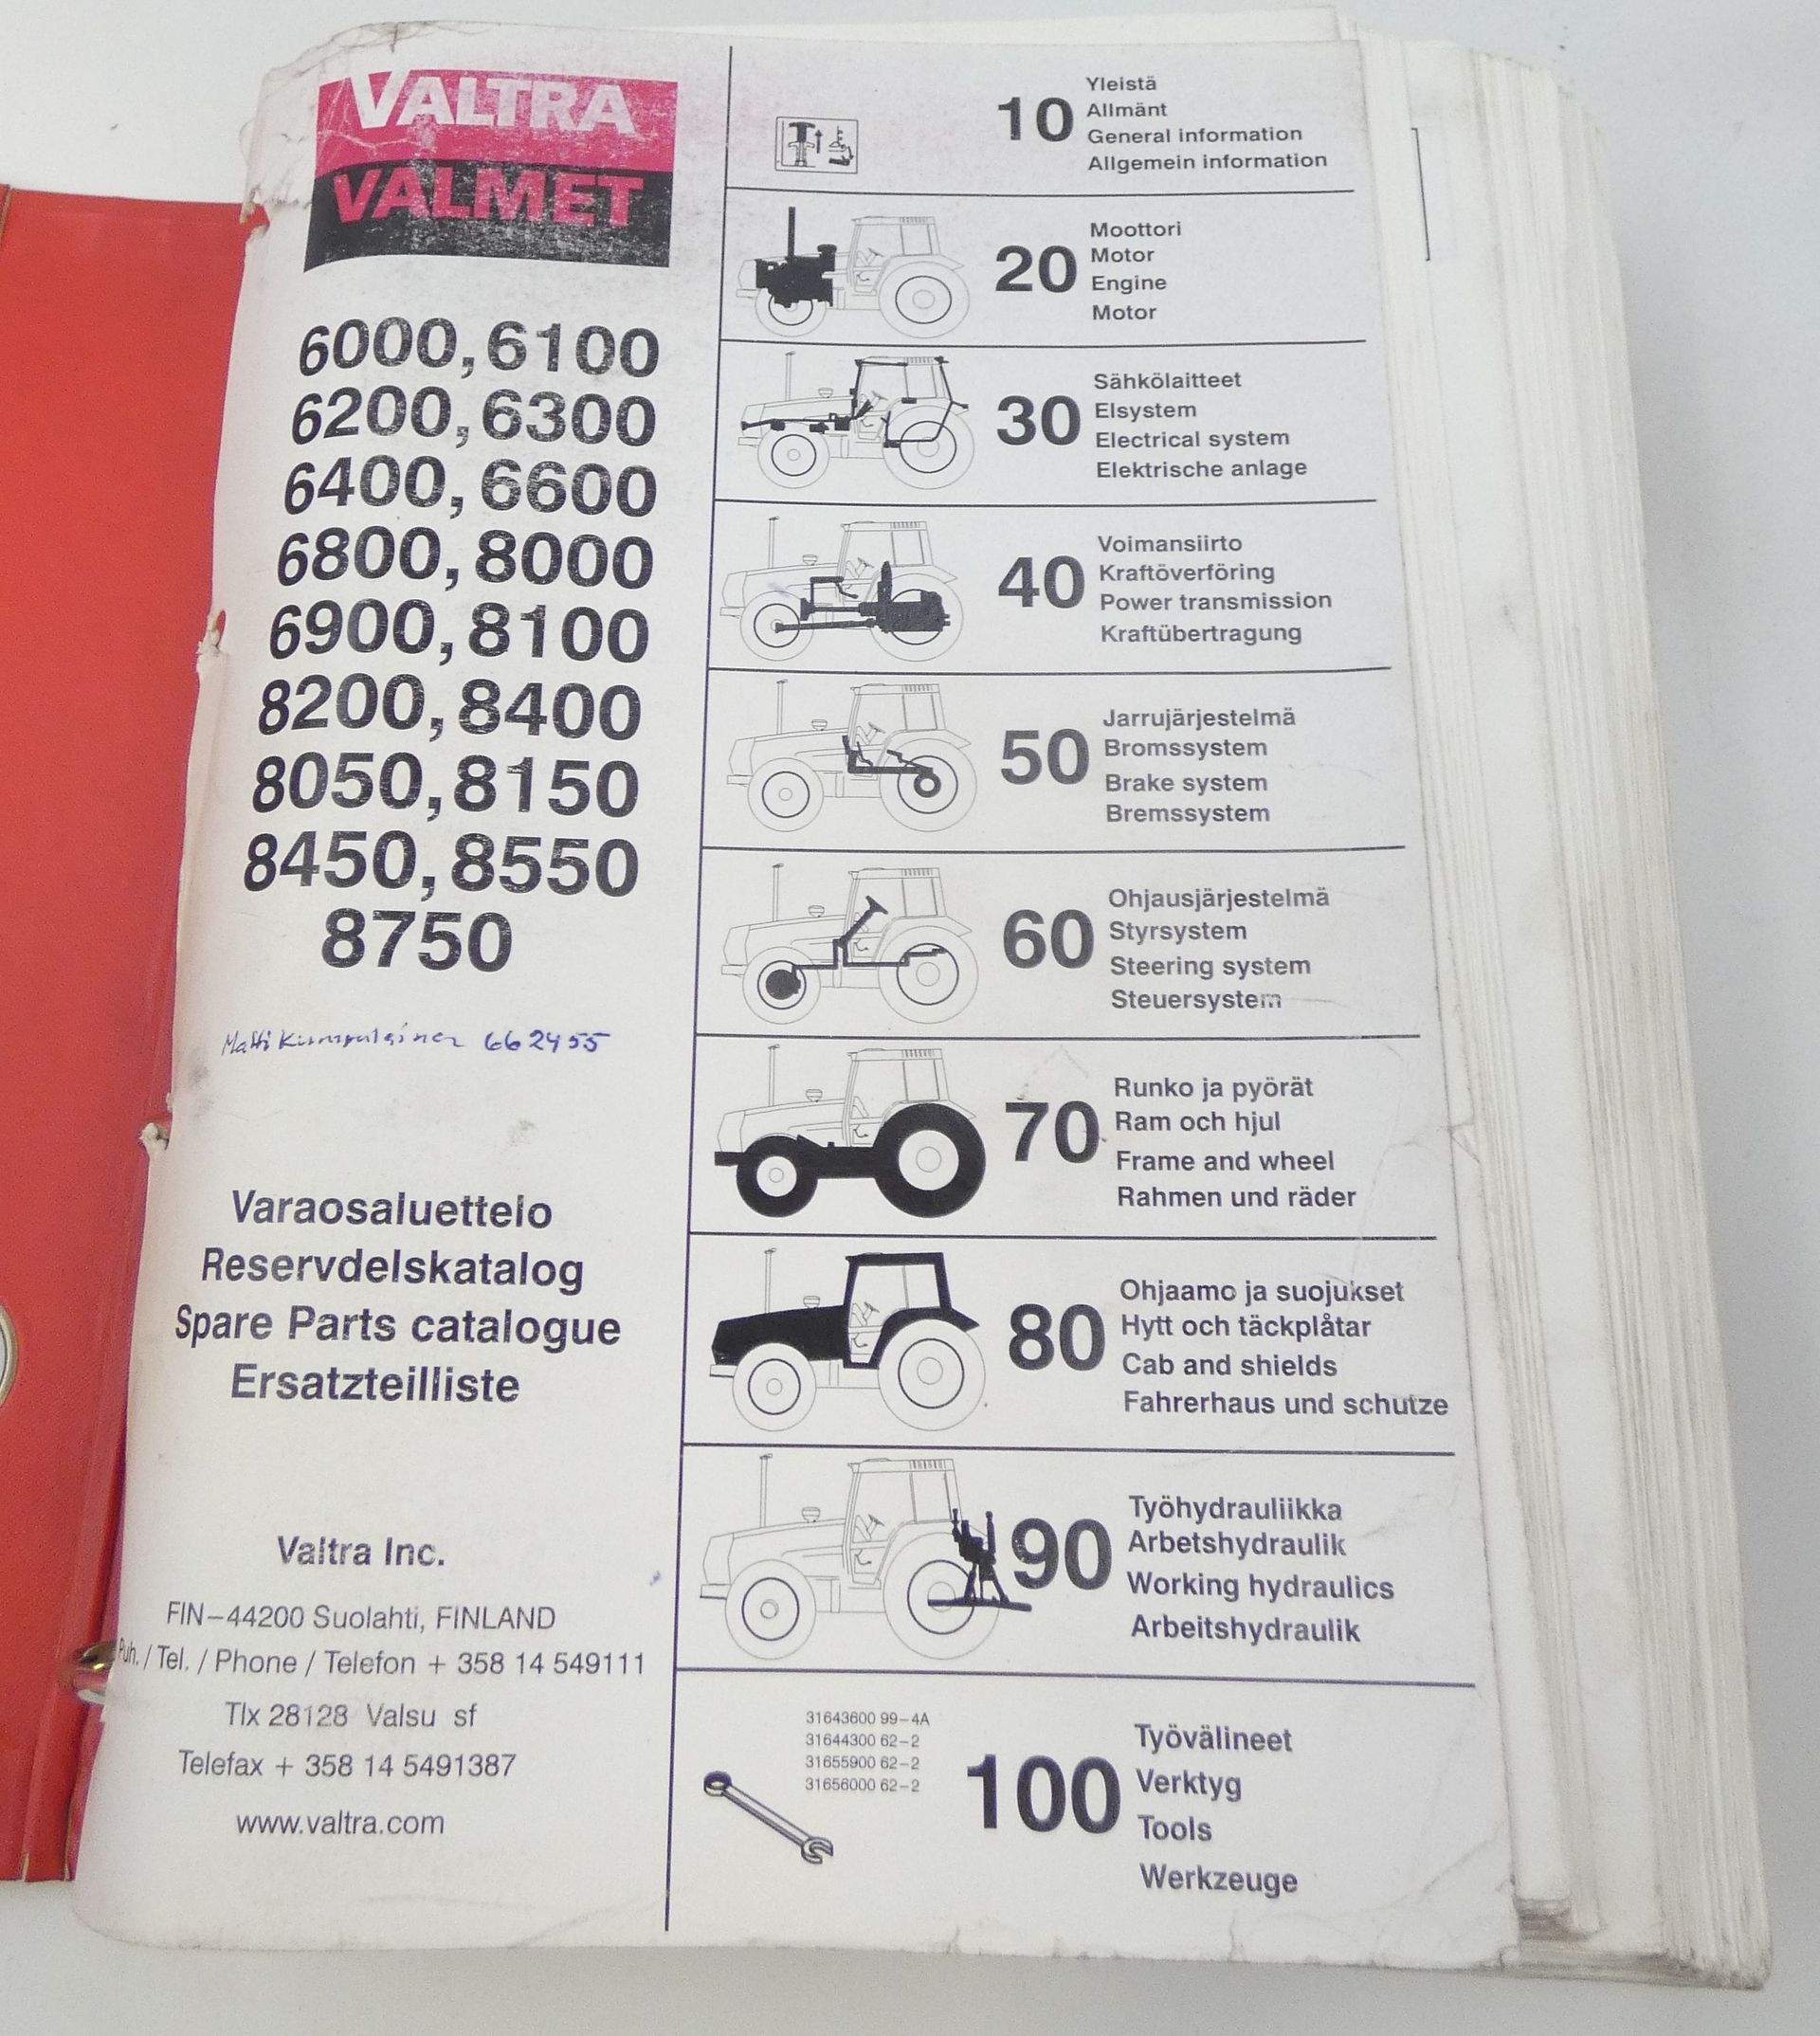 VALTRA
VALMET
6000, 6100
6200, 6300
6400, 6600
6800, 8000
6900, 8100
8200, 8400
8050, 8150
8450, 8550
8750
Matti Kumpulainen 662455
Varaosaluettelo
Reservdelskatalog
Spare Parts catalogue
Ersatzteilliste
Valtra Inc.
FIN–44200 Suolahti, FINLAND
Puh. / Tel. / Phone / Telefon + 358 14 549111
Tlx 28128 Valsu sf
Telefax + 358 14 5491387
www.valtra.com
10
Yleistä
Allmänt
General information
Allgemein information
20
Moottori
Motor
Engine
Motor
30
Sähkölaitteet
Elsystem
Electrical system
Elektrische anlage
40
Voimansiirto
Kraftöverföring
Power transmission
Kraftübertragung
50
Jarrujärjestelmä
Bromssystem
Brake system
Bremssystem
60
Ohjausjärjestelmä
Styrsystem
Steering system
Steuersystem
70
Runko ja pyörät
Ram och hjul
Frame and wheel
Rahmen und räder
80
Ohjaamo ja suojukset
Hytt och täckplåtar
Cab and shields
Fahrerhaus und schutze
90
Työhydrauliikka
Arbetshydraulik
Working hydraulics
Arbeitshydraulik
31643600 99–4A
31644300 62–2
31655900 62–2
31656000 62–2
100
Työvälineet
Verktyg
Tools
Werkzeuge